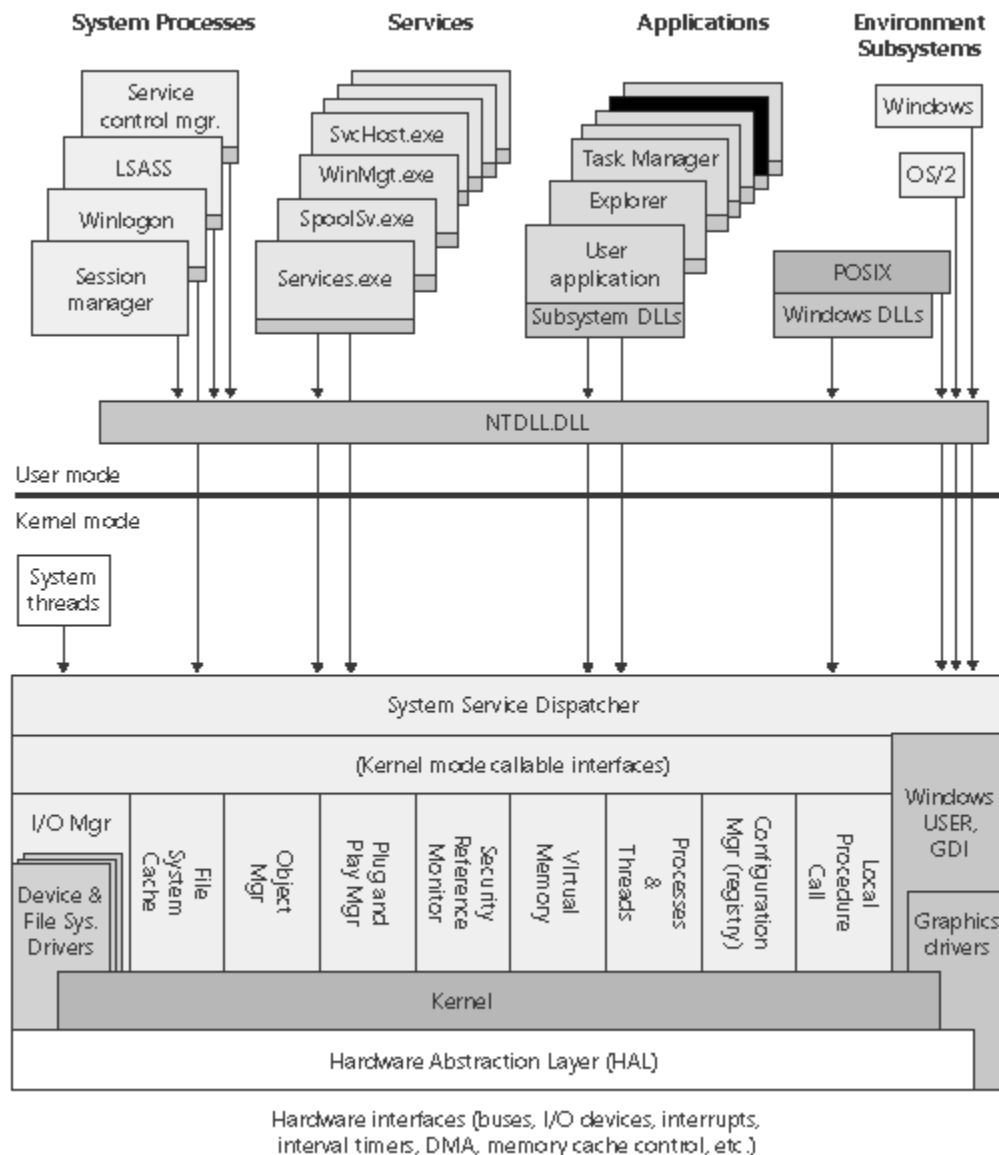 System Processes
Services
Applications
Environment
Subsystems
Service
control mgr.
LSASS
Winlogon
Session
manager
SvcHost.exe
WinMgt.exe
SpoolSv.exe
Services.exe
Task Manager
Explorer
User
application
Subsystem DLLs
Windows
OS/2
POSIX
Windows DLLs
NTDLL.DLL
User mode
Kernel mode
System
threads
System Service Dispatcher
(Kernel mode callable interfaces)
I/O Mgr
Device &
File Sys.
Drivers
File
System
Cache
Object
Mgr
Plug and
Play Mgr
Security
Reference
Monitor
VIrtual
Memory
Processes
&
Threads
Configuration
Mgr (registry)
Local
Procedure
Call
Windows
USER,
GDI
Graphics
drivers
Kernel
Hardware Abstraction Layer (HAL)
Hardware interfaces (buses, I/O devices, interrupts,
interval timers, DMA, memory cache control, etc.)